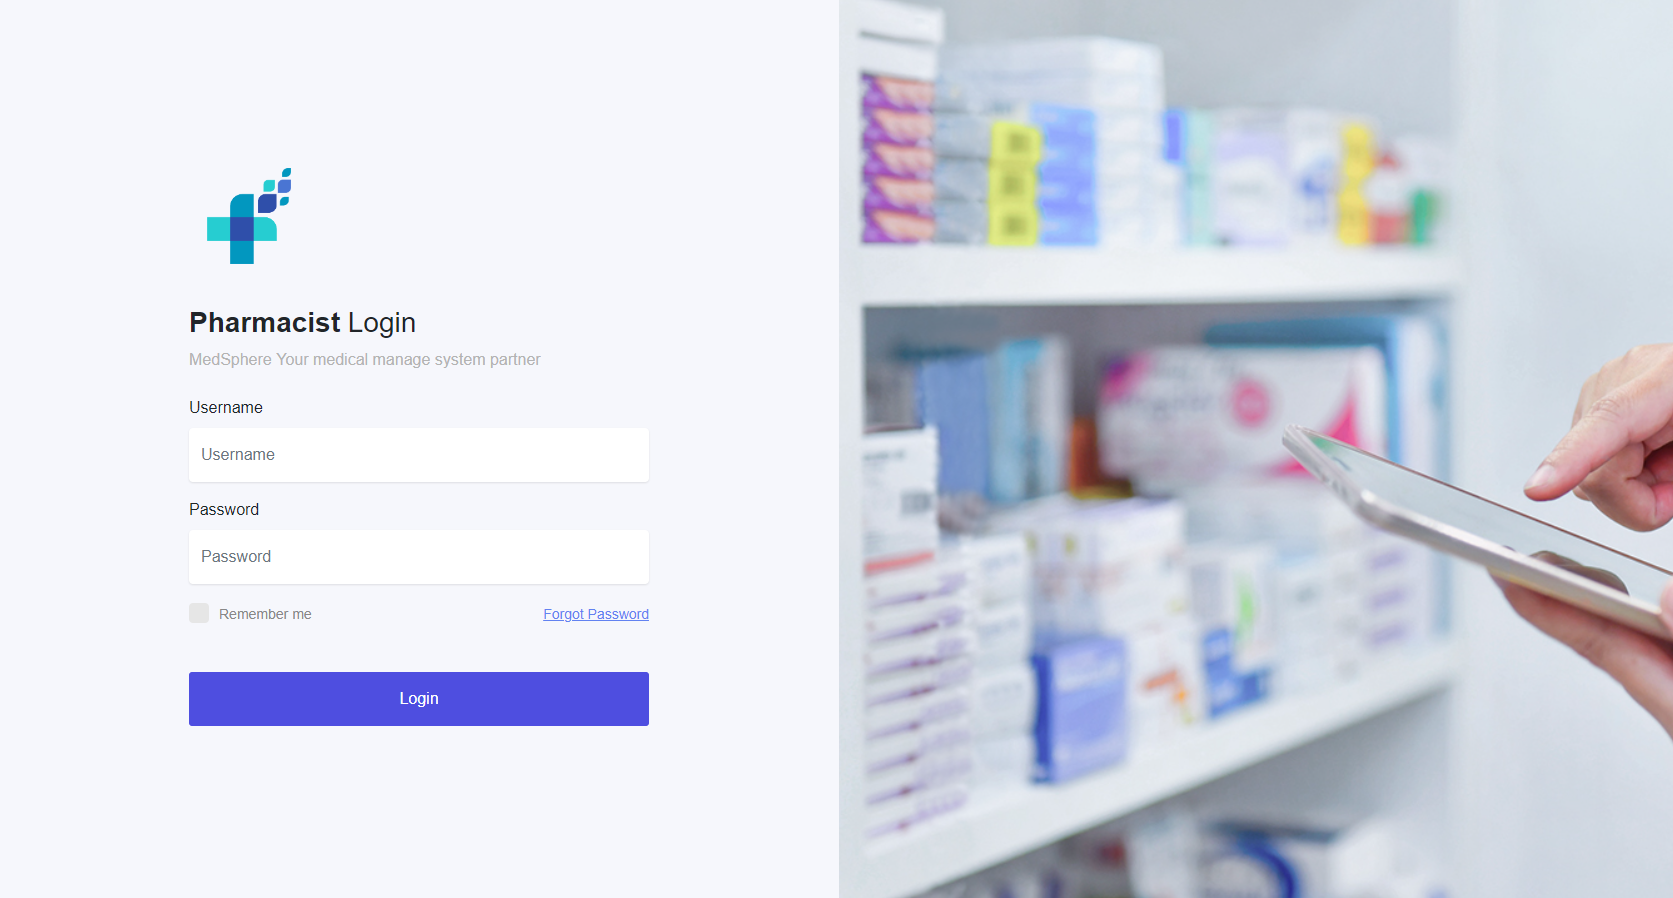 Pharmacist Login
MedSphere Your medical manage system partner
Username
Username
Password
Password
Remember me
Forgot Password
Login